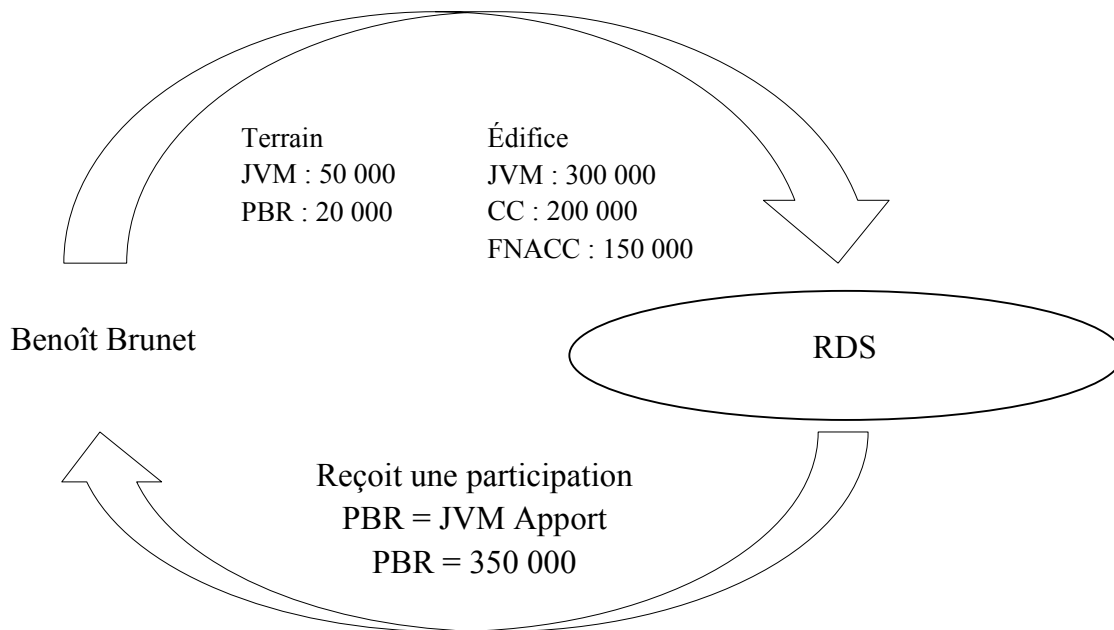 Terrain
JVM : 50 000
PBR : 20 000
Édifice
JVM : 300 000
CC : 200 000
FNACC : 150 000
Benoît Brunet
RDS
Reçoit une participation
PBR = JVM Apport
PBR = 350 000